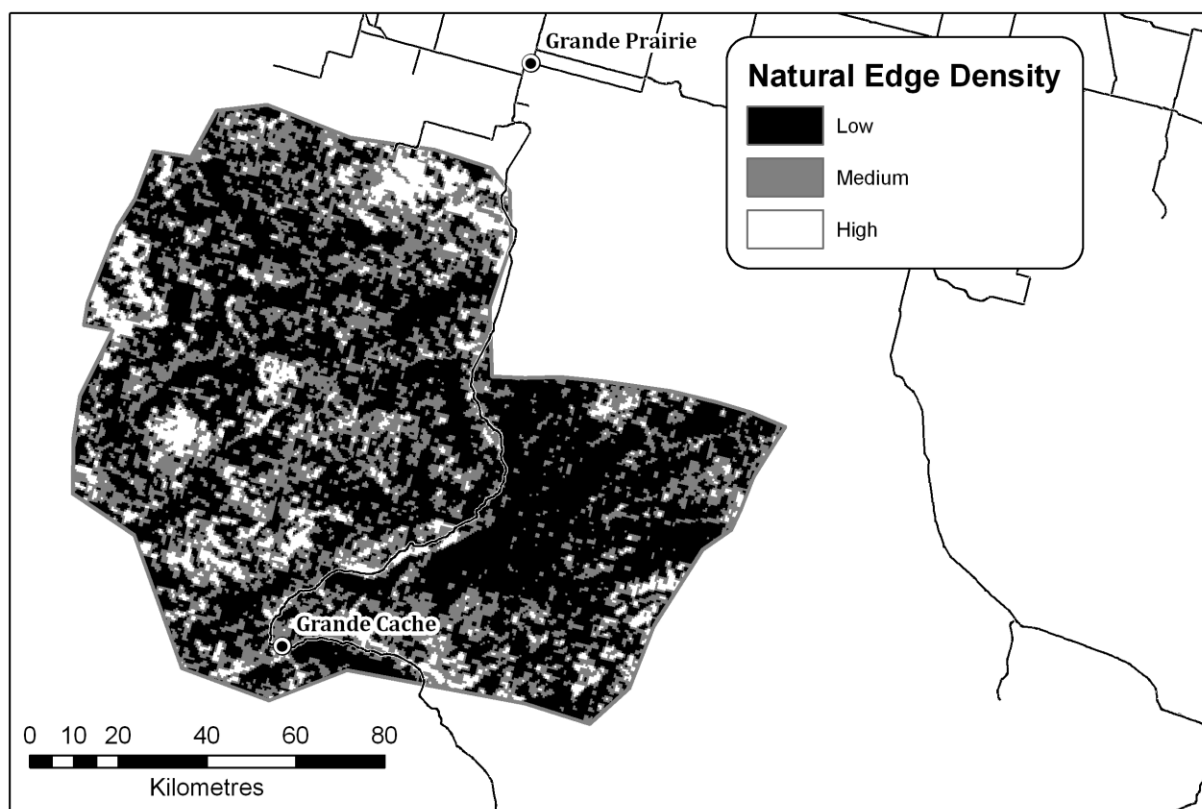 Grande Prairie
Natural Edge Density
Low
Medium
High
Grande Cache
0 10 20 40 60 80
Kilometres